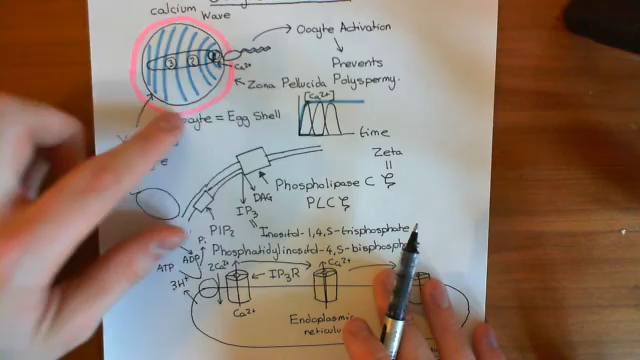 calcium
Wave
Oocyte Activation
Prevents
Polyspermy.
Ca²⁺
Zona Pellucida
③ ② ①
= Egg Shell
[Ca²⁺]
time
Zeta
=
ζ
Phospholipase C
PLC ζ
DAG
IP₃
=
Inositol-1,4,5-trisphosphate
PIP₂
Phosphatidylinositol-4,5-bisphosph
Pi
ADP
ATP
3H⁺
2Ca²⁺
IP₃R
Ca²⁺
Ca²⁺
Endoplasmic
reticulu